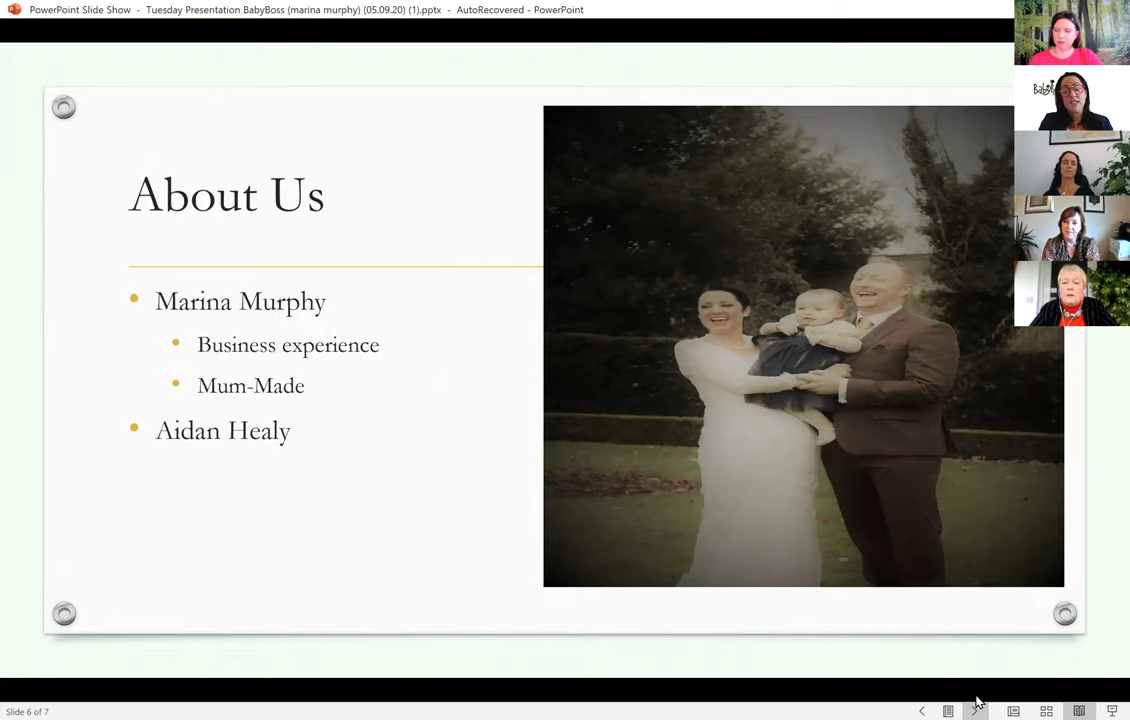 PowerPoint Slide Show - Tuesday Presentation BabyBoss (marina murphy) (05.09.20) (1).pptx - AutoRecovered - PowerPoint
About Us
Marina Murphy
Business experience
Mum-Made
Aidan Healy
Slide 6 of 7